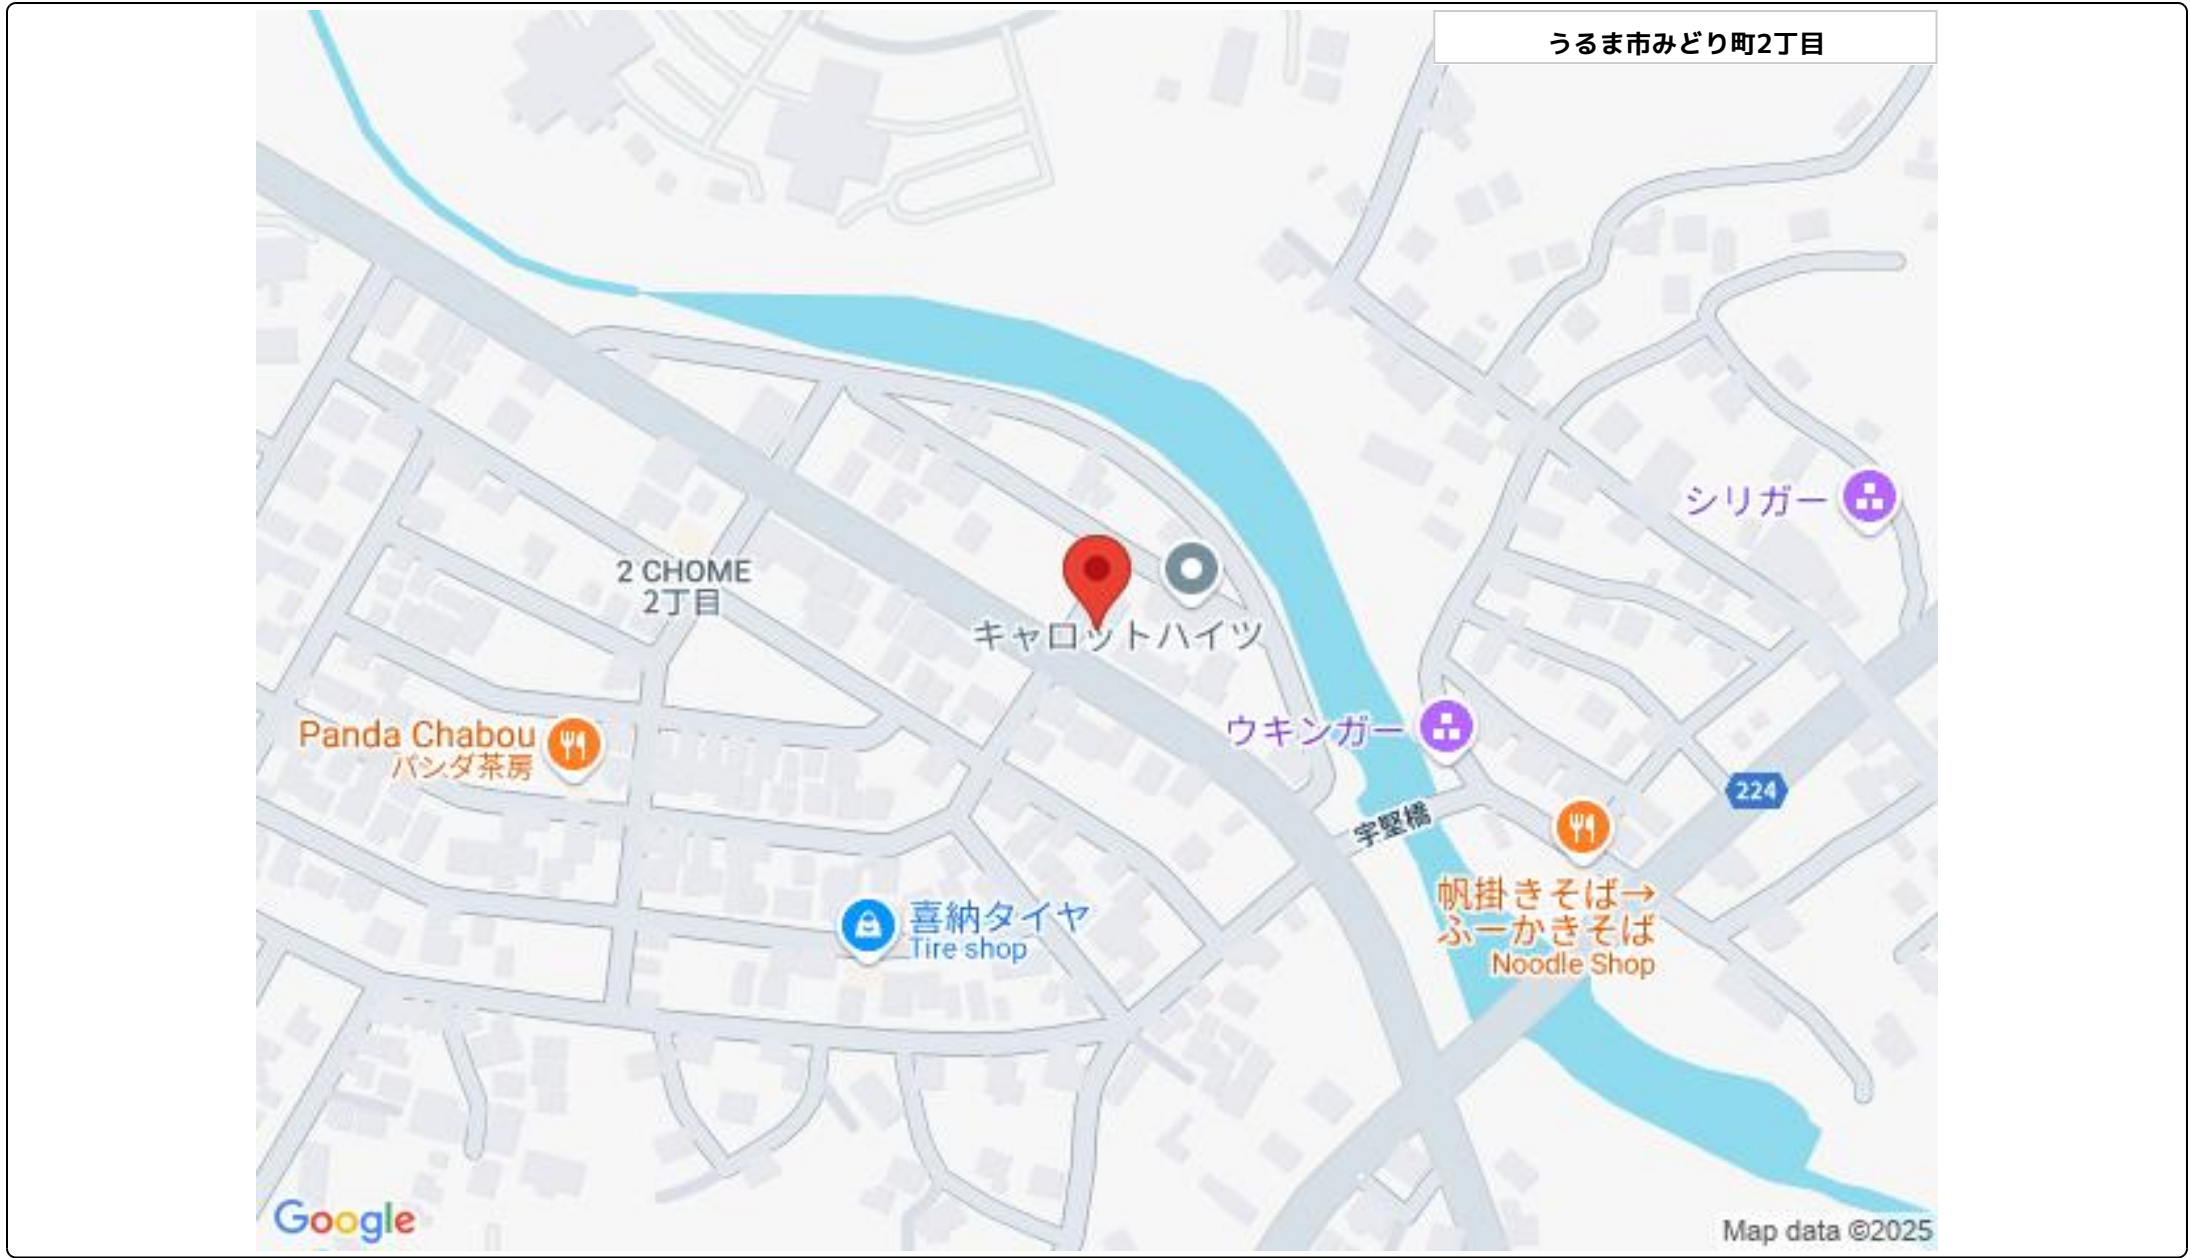 うるま市みどり町2丁目
シリガー
2 CHOME
2丁目
キャロットハイツ
ウキンガー
Panda Chabou
パンダ茶房
224
宇堅橋
帆掛きそば→
ふーかきそば
Noodle Shop
喜納タイヤ
Tire shop
Google
Map data ©2025